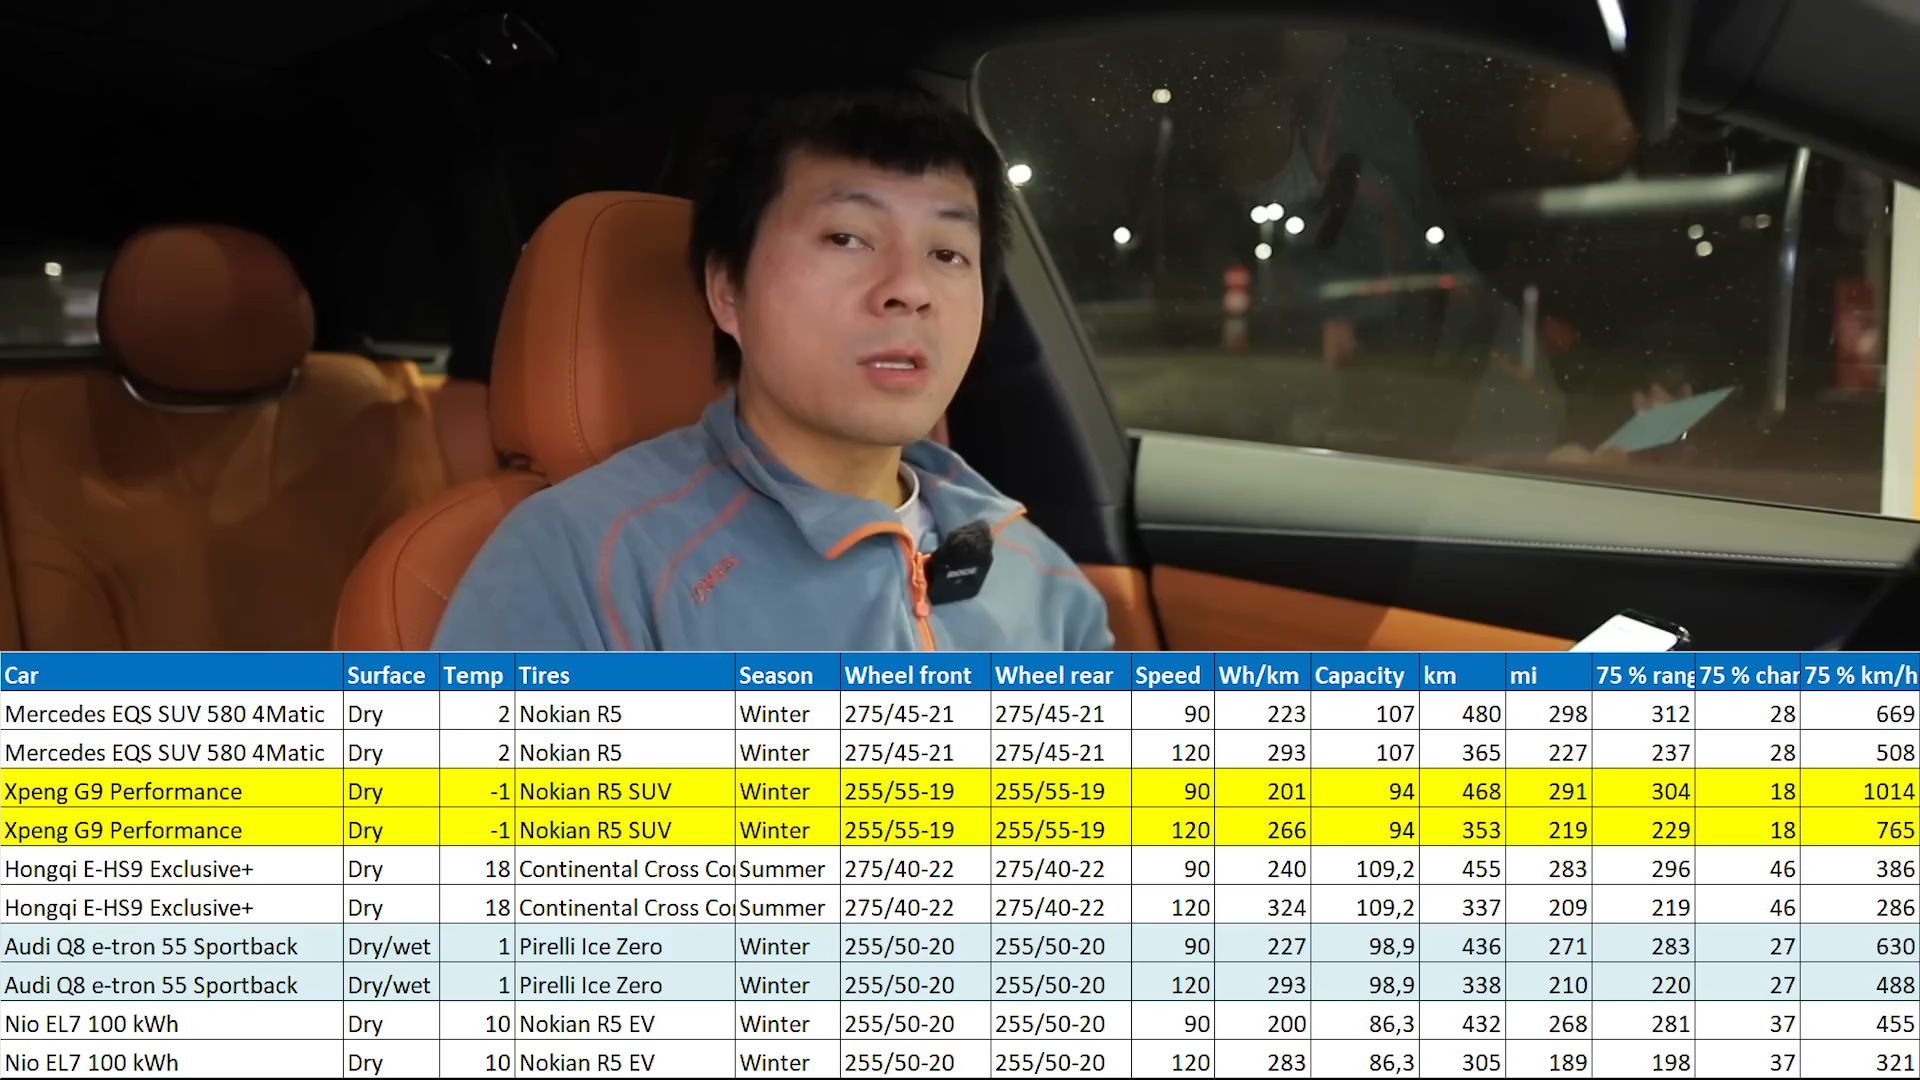 RODE
Car Surface Temp Tires Season Wheel front Wheel rear Speed Wh/km Capacity km mi 75 % rang 75 % char 75 % km/h
Mercedes EQS SUV 580 4Matic Dry 2 Nokian R5 Winter 275/45-21 275/45-21 90 223 107 480 298 312 28 669
Mercedes EQS SUV 580 4Matic Dry 2 Nokian R5 Winter 275/45-21 275/45-21 120 293 107 365 227 237 28 508
Xpeng G9 Performance Dry -1 Nokian R5 SUV Winter 255/55-19 255/55-19 90 201 94 468 291 304 18 1014
Xpeng G9 Performance Dry -1 Nokian R5 SUV Winter 255/55-19 255/55-19 120 266 94 353 219 229 18 765
Hongqi E-HS9 Exclusive+ Dry 18 Continental Cross Cor Summer 275/40-22 275/40-22 90 240 109,2 455 283 296 46 386
Hongqi E-HS9 Exclusive+ Dry 18 Continental Cross Cor Summer 275/40-22 275/40-22 120 324 109,2 337 209 219 46 286
Audi Q8 e-tron 55 Sportback Dry/wet 1 Pirelli Ice Zero Winter 255/50-20 255/50-20 90 227 98,9 436 271 283 27 630
Audi Q8 e-tron 55 Sportback Dry/wet 1 Pirelli Ice Zero Winter 255/50-20 255/50-20 120 293 98,9 338 210 220 27 488
Nio EL7 100 kWh Dry 10 Nokian R5 EV Winter 255/50-20 255/50-20 90 200 86,3 432 268 281 37 455
Nio EL7 100 kWh Dry 10 Nokian R5 EV Winter 255/50-20 255/50-20 120 283 86,3 305 189 198 37 321